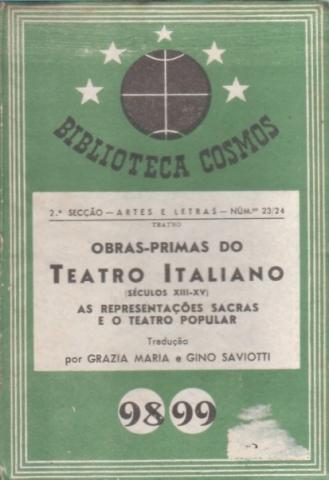 BIBLIOTECA COSMOS
2.ª SECÇÃO — ARTES E LETRAS — NÚM.ºs 23/24
TEATRO
OBRAS-PRIMAS DO
TEATRO ITALIANO
(SÉCULOS XIII-XV)
AS REPRESENTAÇÕES SACRAS
E O TEATRO POPULAR
Tradução
por GRAZIA MARIA e GINO SAVIOTTI
98 99